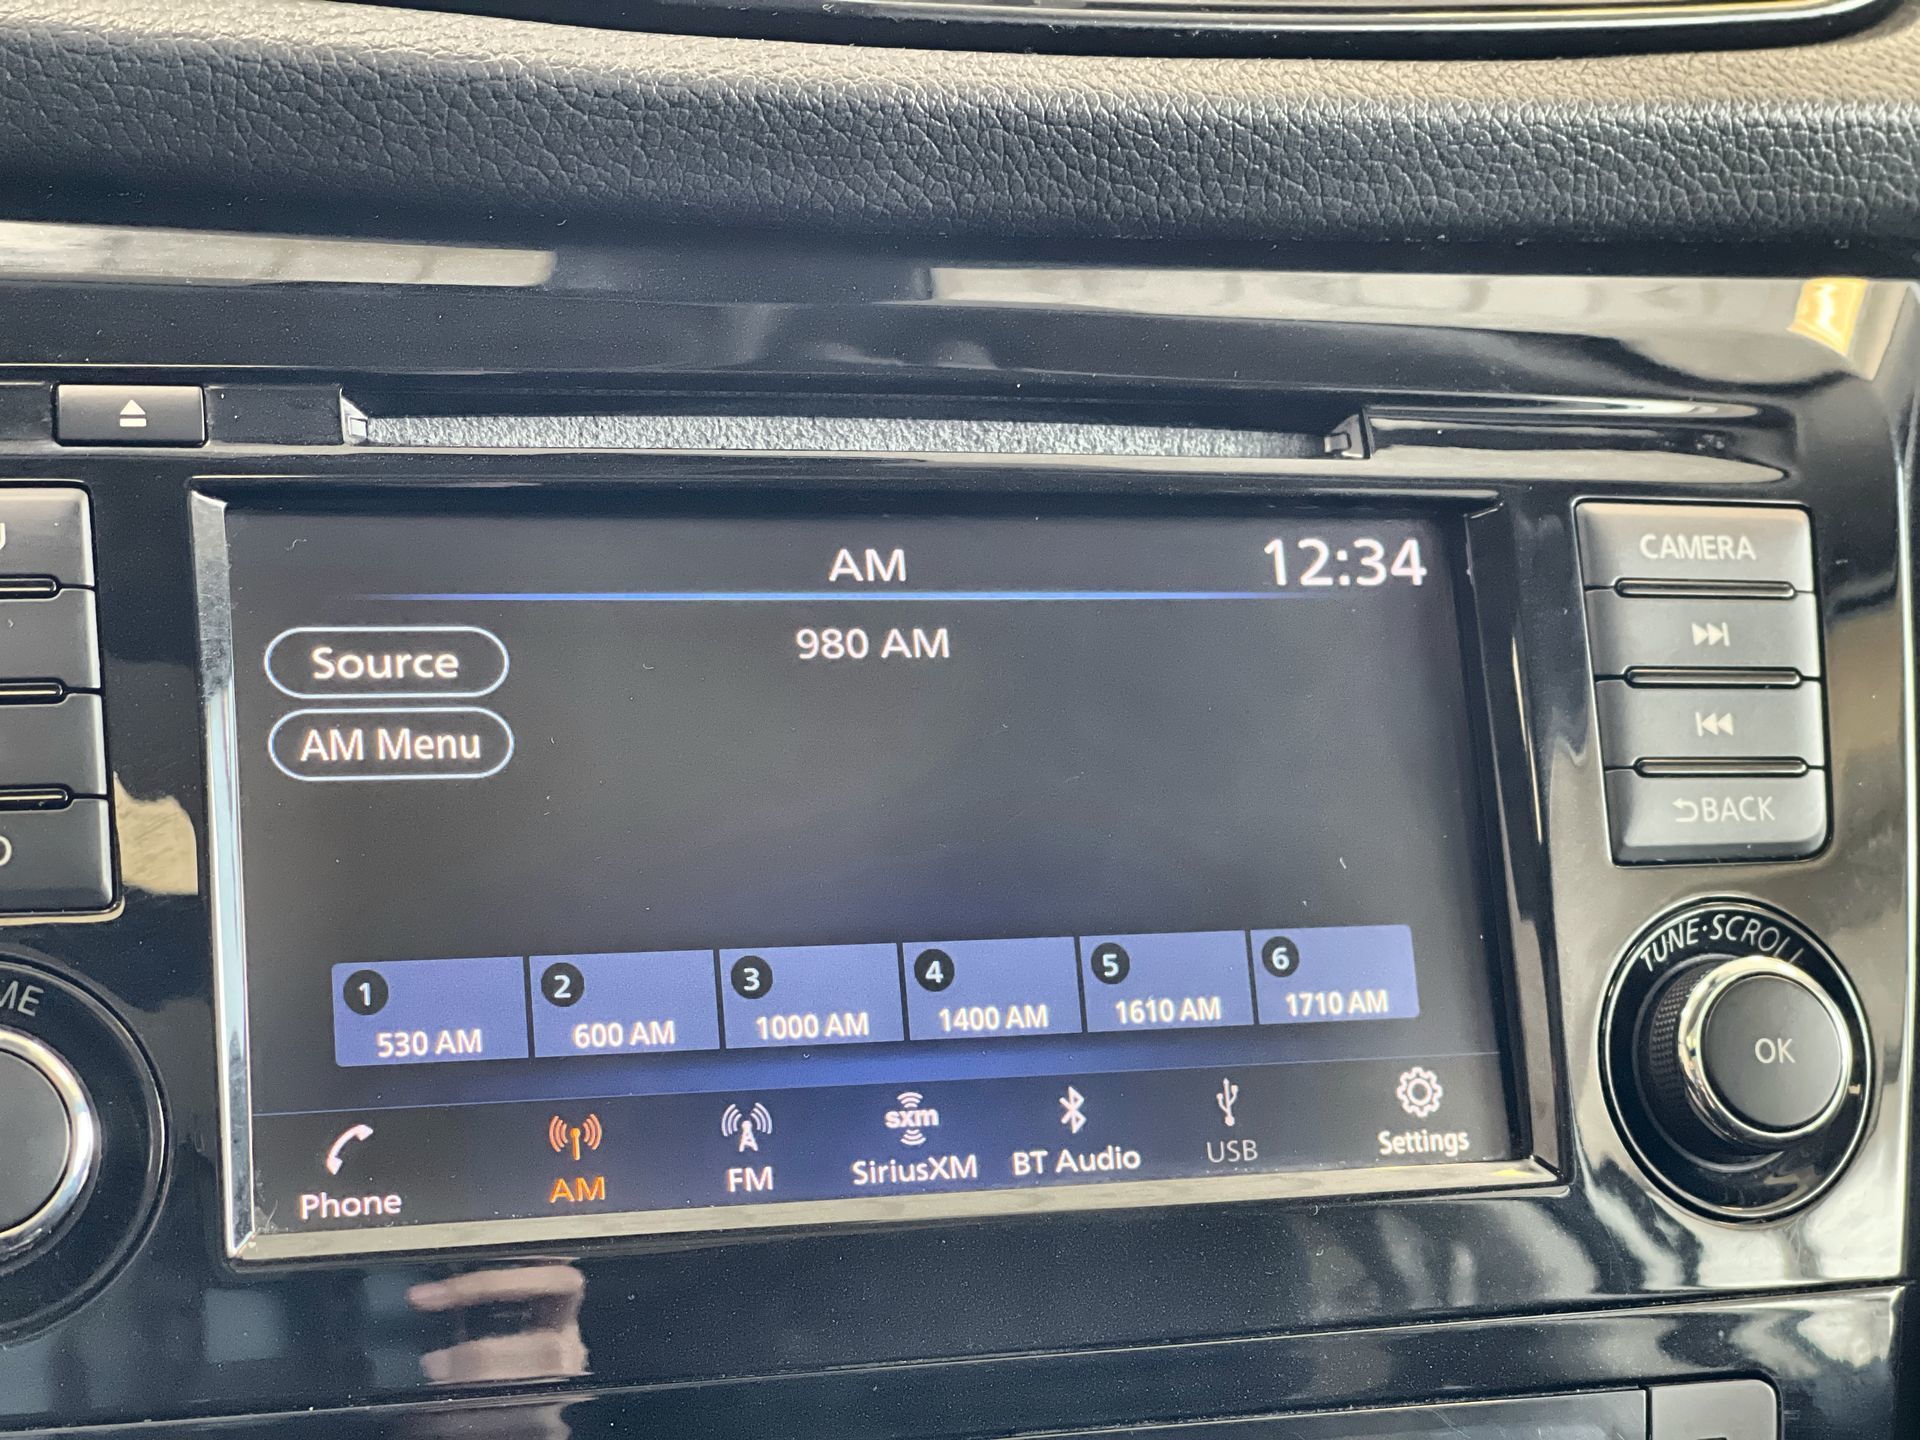 AM
12:34
980 AM
Source
AM Menu
1
530 AM
2
600 AM
3
1000 AM
4
1400 AM
5
1610 AM
6
1710 AM
Phone
AM
FM
sxm
SiriusXM
BT Audio
USB
Settings
CAMERA
BACK
TUNE·SCROLL
OK